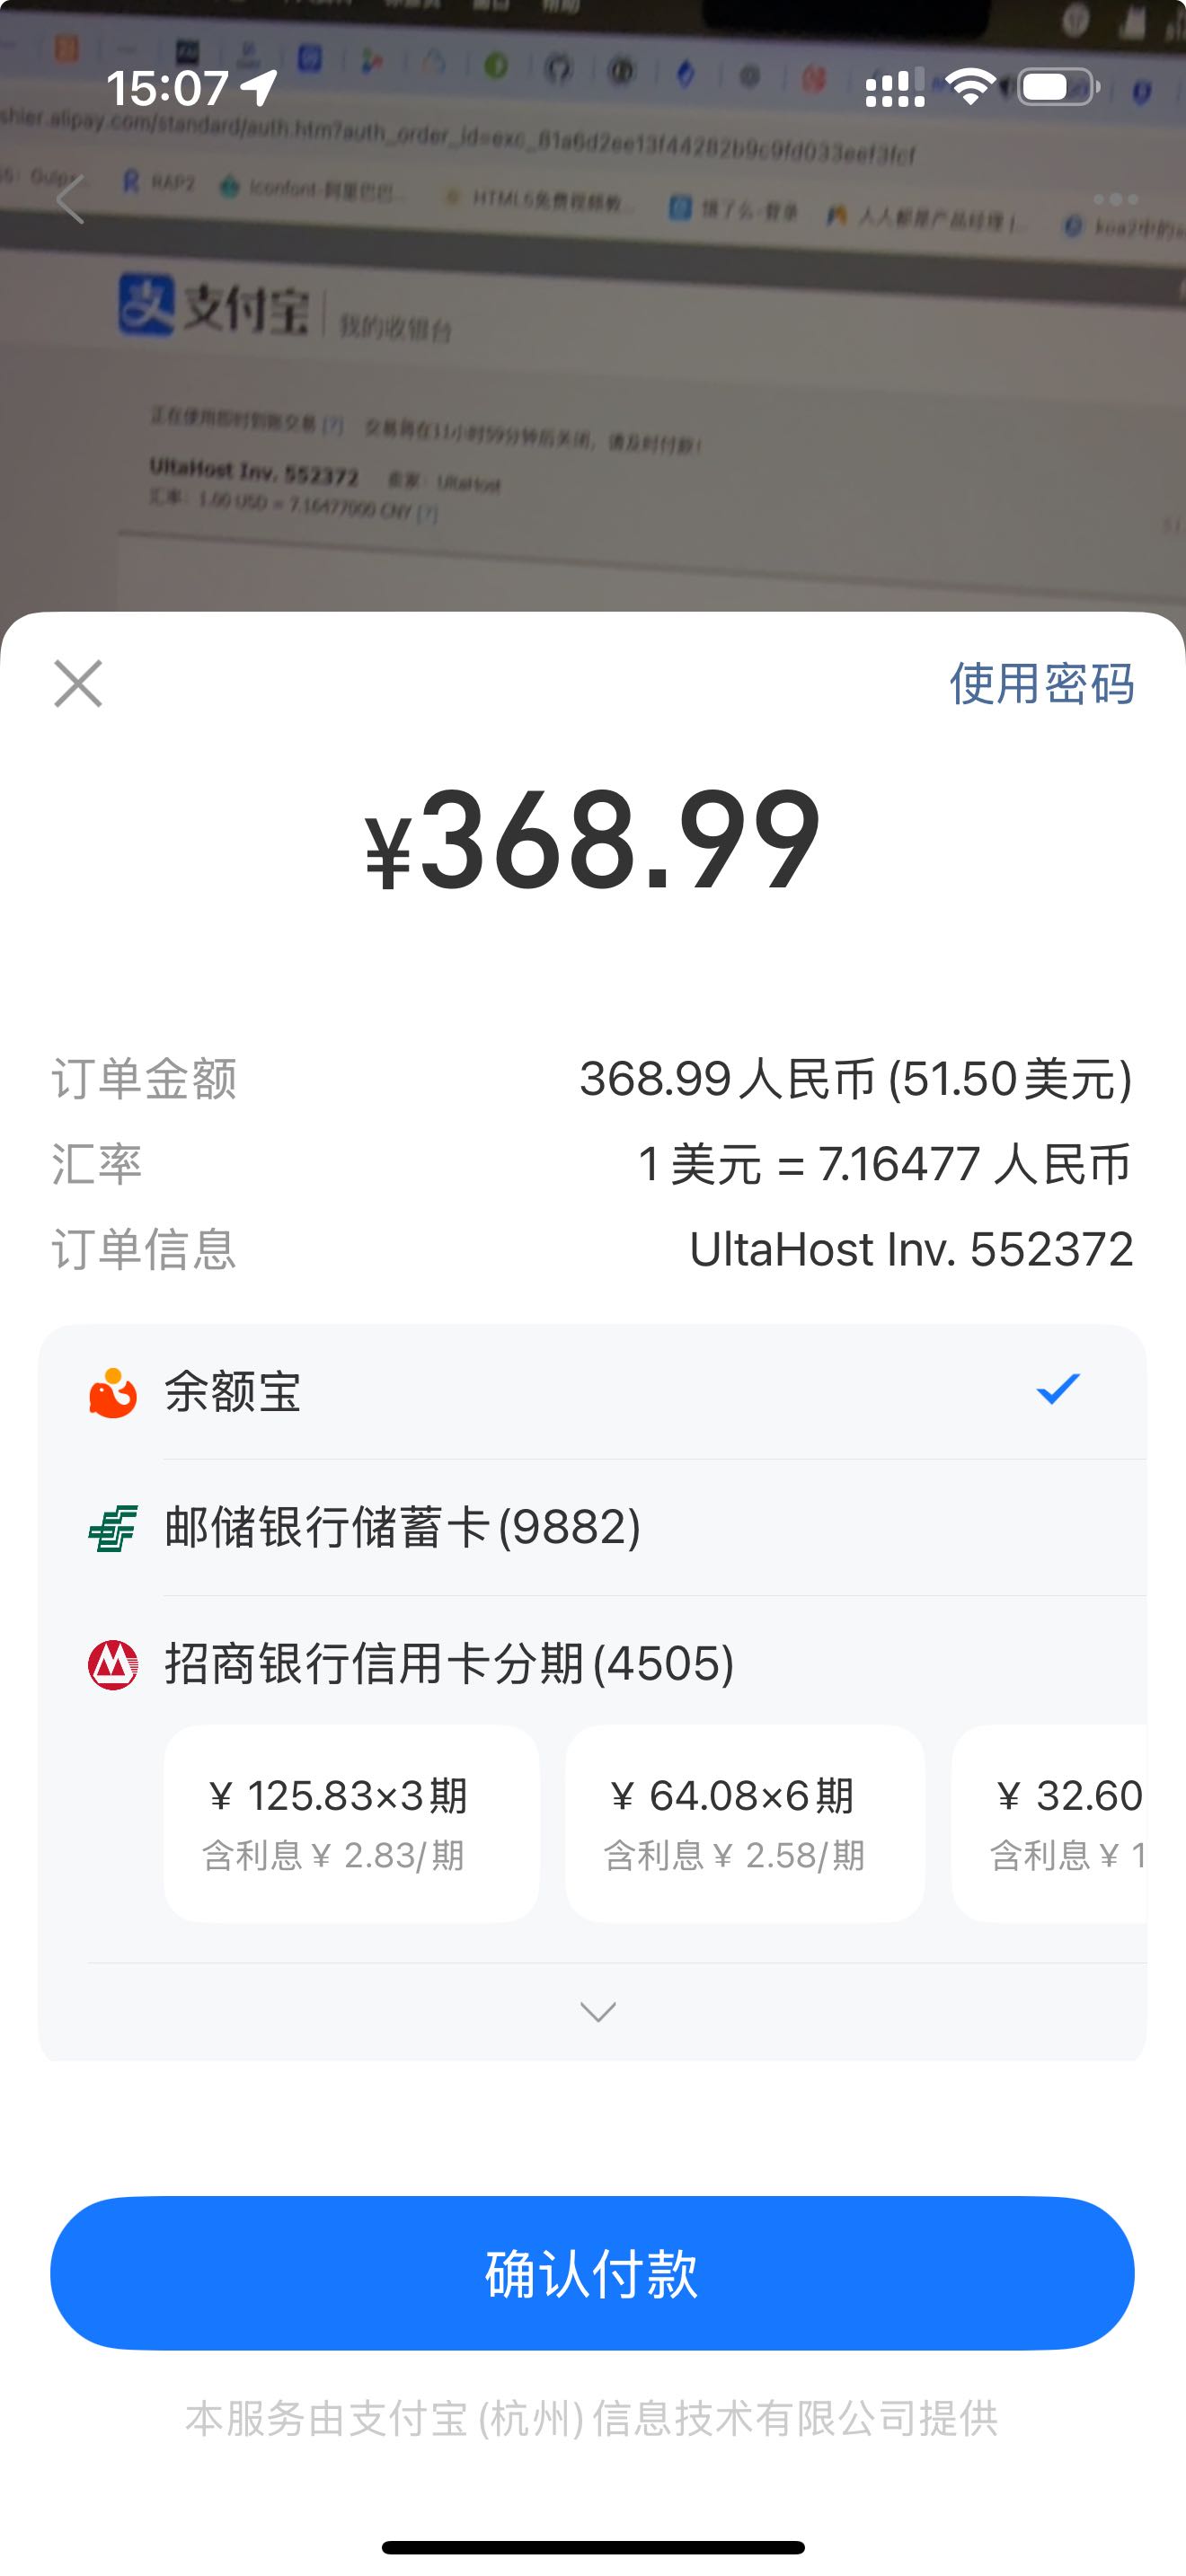 15:07
shier.alipay.com/standard/auth.htm?auth_order_id=exc_81a6d2ee13f44282b9c9fd033eef3fcf
RAP2 Iconfont-阿里巴巴... HTML5免费视频教... 饿了么-登录 人人都是产品经理 |...
支付宝 | 我的收银台
正在使用即时到账交易 [?] 交易将在11小时59分钟后关闭，请及时付款！
UltaHost Inv. 552372 卖家：UltaHost
汇率：1.00 USD = 7.16477000 CNY [?]
使用密码
¥368.99
订单金额 368.99人民币(51.50美元)
汇率 1 美元 = 7.16477 人民币
订单信息 UltaHost Inv. 552372
余额宝
邮储银行储蓄卡(9882)
招商银行信用卡分期(4505)
¥ 125.83×3期 ¥ 64.08×6期 ¥ 32.60
含利息¥ 2.83/期 含利息¥ 2.58/期 含利息¥ 1
确认付款
本服务由支付宝(杭州)信息技术有限公司提供